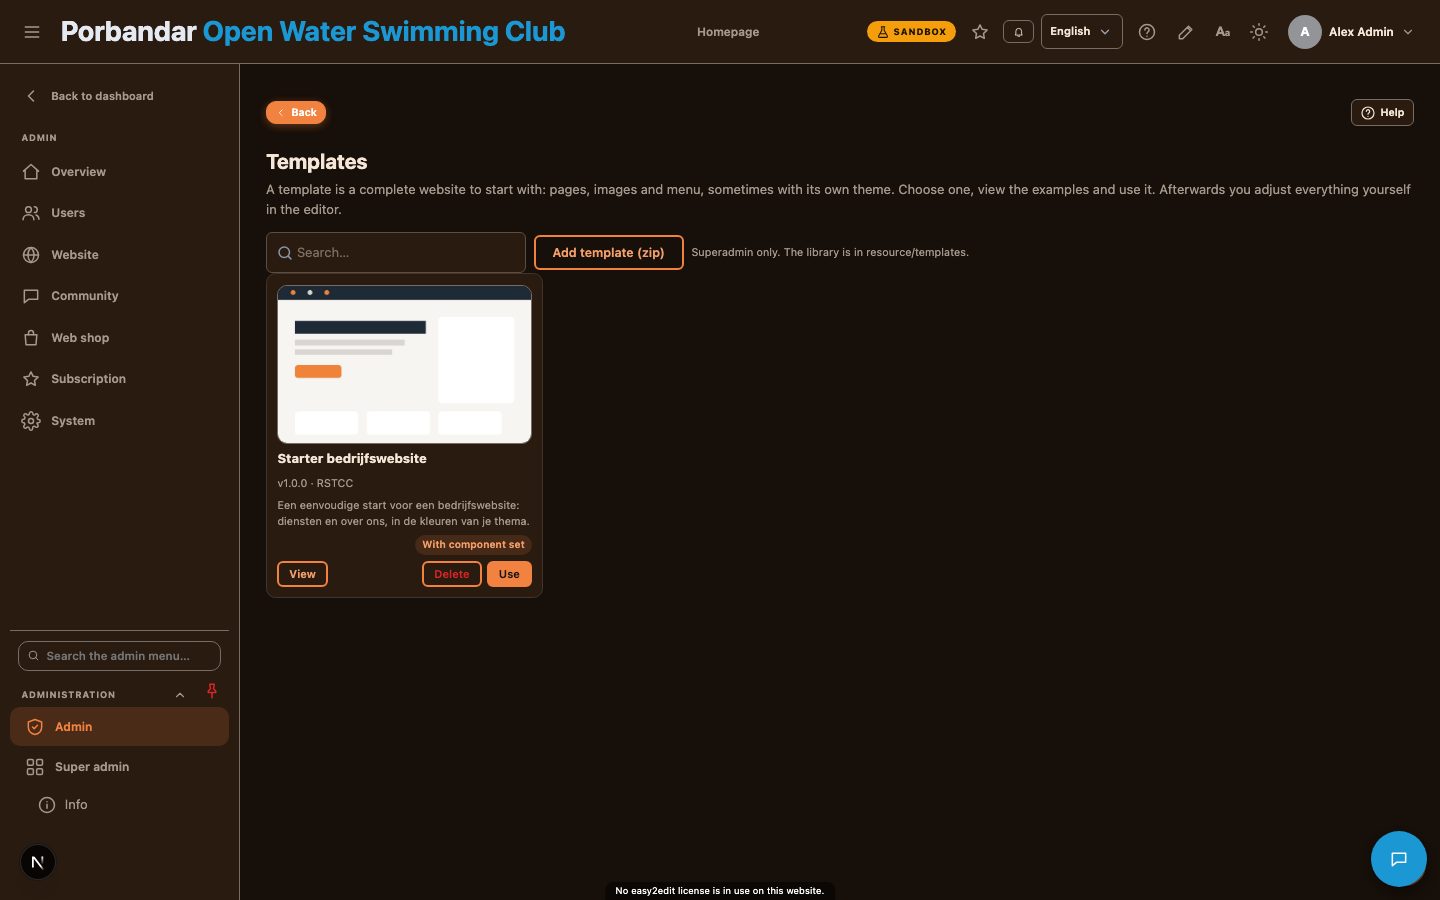 Porbandar Open Water Swimming Club
Homepage
SANDBOX
English
Aa
A
Alex Admin
Back to dashboard
ADMIN
Overview
Users
Website
Community
Web shop
Subscription
System
Search the admin menu...
ADMINISTRATION
Admin
Super admin
Info
N
Back
Help
Templates
A template is a complete website to start with: pages, images and menu, sometimes with its own theme. Choose one, view the examples and use it. Afterwards you adjust everything yourself
in the editor.
Search...
Add template (zip)
Superadmin only. The library is in resource/templates.
Starter bedrijfswebsite
v1.0.0 · RSTCC
Een eenvoudige start voor een bedrijfswebsite:
diensten en over ons, in de kleuren van je thema.
With component set
View
Delete
Use
No easy2edit license is in use on this website.